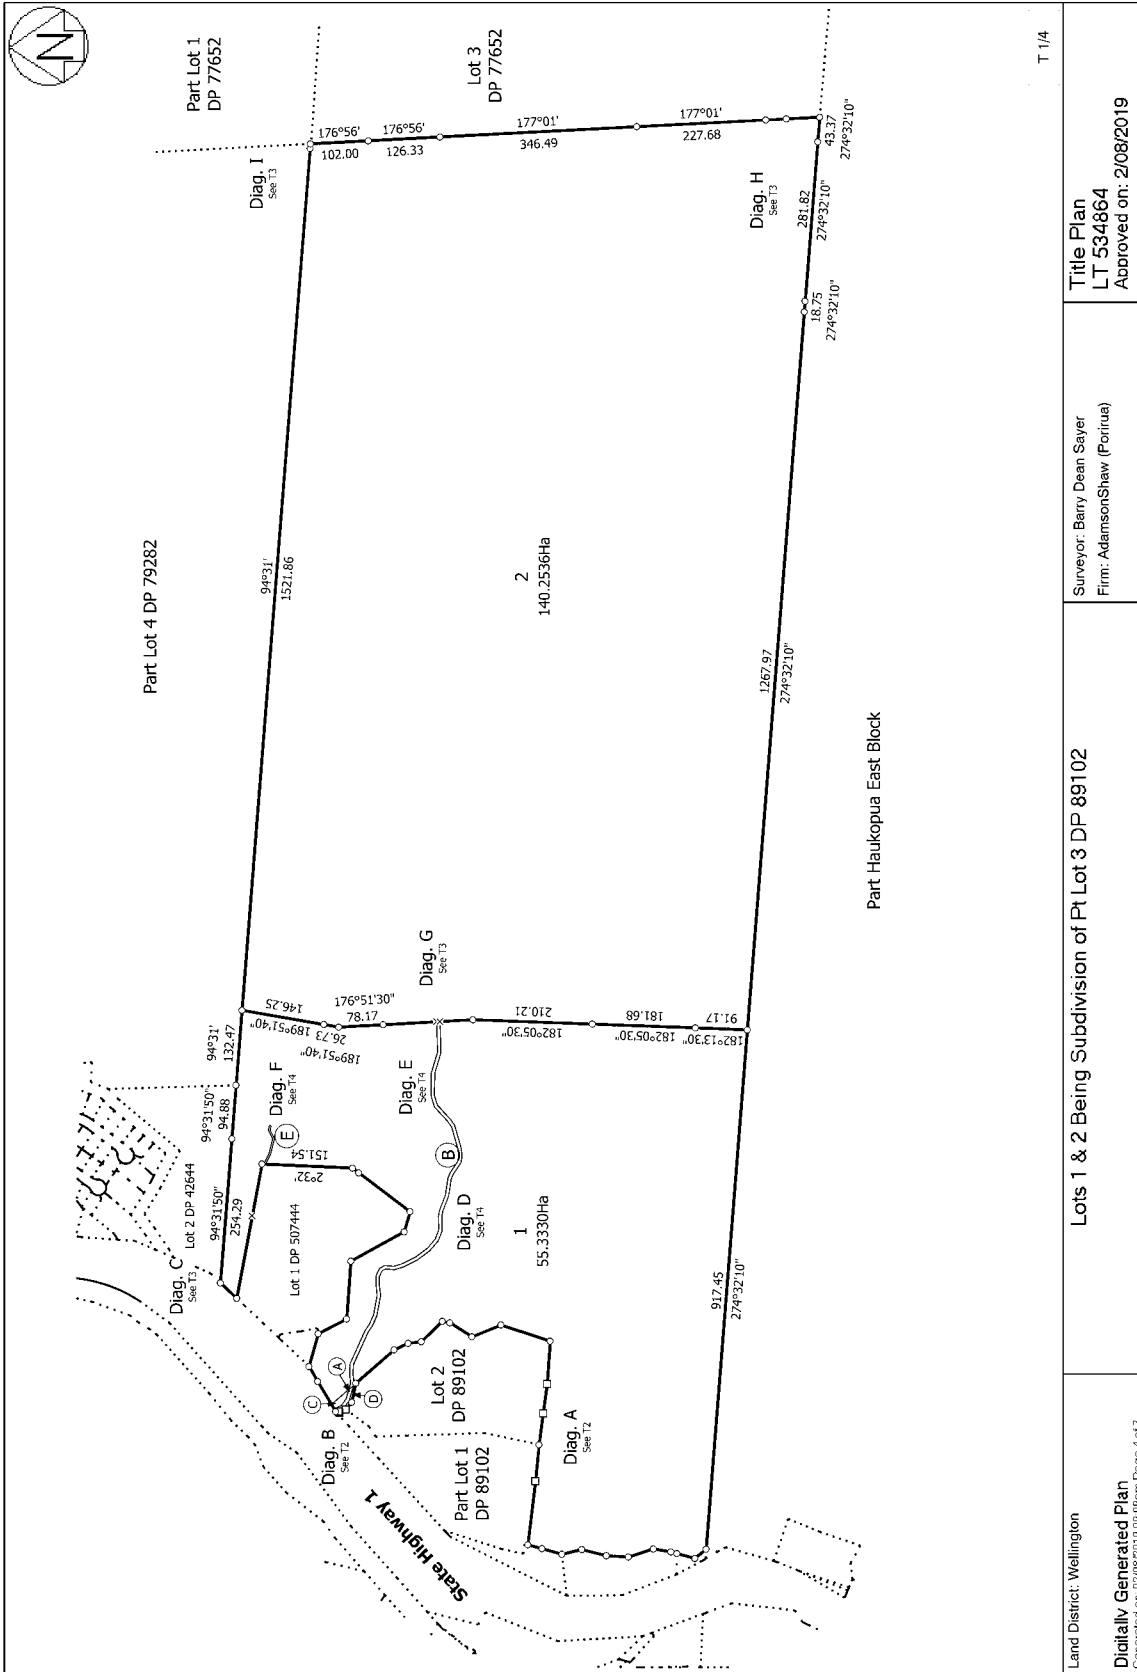 N
Part Lot 1
DP 77652
Lot 3
DP 77652
T 1/4
176°56'
102.00
176°56'
126.33
177°01'
346.49
177°01'
227.68
43.37
274°32'10"
Diag. I
See T3
Diag. H
See T3
281.82
274°32'10"
18.75
274°32'10"
Part Lot 4 DP 79282
94°31'
1521.86
2
140.2536Ha
1267.97
274°32'10"
Part Haukopua East Block
94°31'
132.47
94°31'50"
94.88
94°31'50"
254.29
146.25
189°51'40"
26.73
189°51'40"
176°51'30"
78.17
Diag. G
See T3
210.21
182°05'30"
181.68
182°05'30"
91.17
182°13'30"
Diag. F
See T4
E
Diag. E
See T4
B
151.54
2°32'
Lot 2 DP 42644
Lot 1 DP 507444
Diag. C
See T3
Diag. D
See T4
1
55.3330Ha
917.45
274°32'10"
A
C
D
Lot 2
DP 89102
Diag. B
See T2
Diag. A
See T2
Part Lot 1
DP 89102
State Highway 1
Land District: Wellington
Digitally Generated Plan
Lots 1 & 2 Being Subdivision of Pt Lot 3 DP 89102
Surveyor: Barry Dean Sayer
Firm: AdamsonShaw (Porirua)
Title Plan
LT 534864
Approved on: 2/08/2019